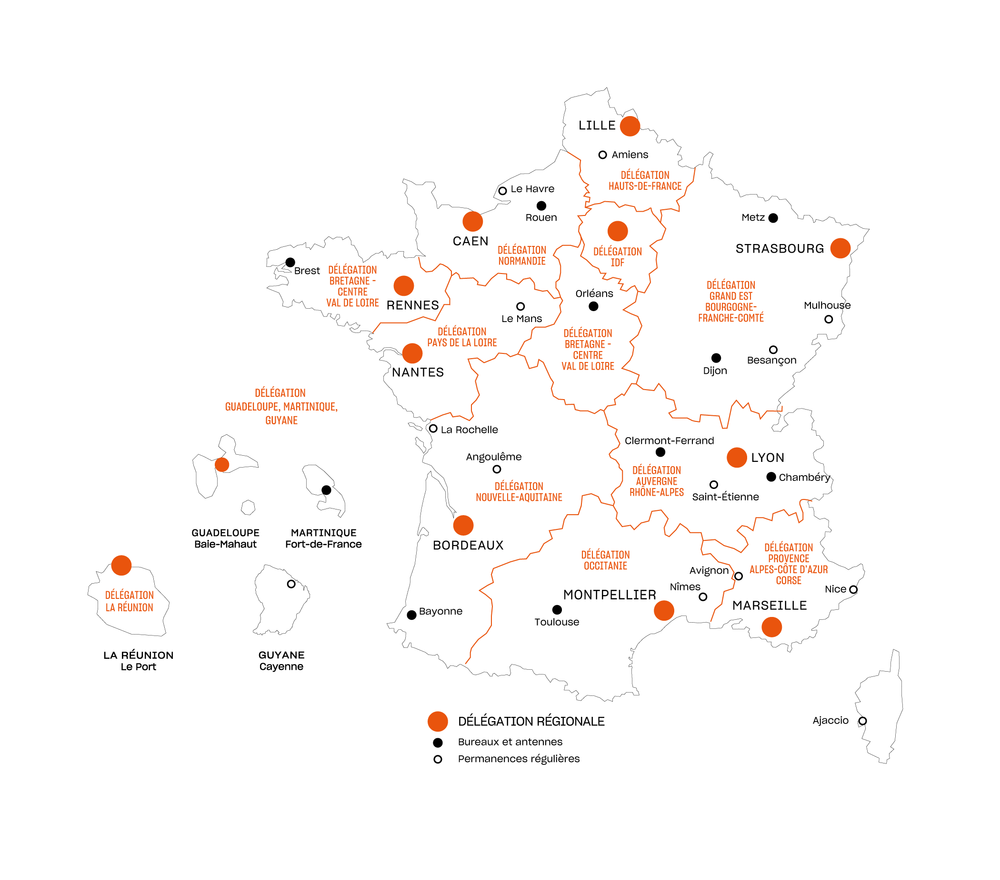 LILLE
Amiens
DÉLÉGATION
HAUTS-DE-FRANCE
Le Havre
Rouen
CAEN
DÉLÉGATION
NORMANDIE
DÉLÉGATION
IDF
Metz
STRASBOURG
Brest
DÉLÉGATION
BRETAGNE -
CENTRE
VAL DE LOIRE
RENNES
Le Mans
Orléans
DÉLÉGATION
GRAND EST
BOURGOGNE-
FRANCHE-COMTÉ
Mulhouse
DÉLÉGATION
PAYS DE LA LOIRE
NANTES
DÉLÉGATION
BRETAGNE -
CENTRE
VAL DE LOIRE
Dijon
Besançon
DÉLÉGATION
GUADELOUPE, MARTINIQUE,
GUYANE
La Rochelle
Angoulême
DÉLÉGATION
NOUVELLE-AQUITAINE
Clermont-Ferrand
DÉLÉGATION
AUVERGNE
RHÔNE-ALPES
LYON
Chambéry
Saint-Étienne
GUADELOUPE
Baie-Mahaut
MARTINIQUE
Fort-de-France
BORDEAUX
DÉLÉGATION
OCCITANIE
DÉLÉGATION
PROVENCE
ALPES-CÔTE D'AZUR
CORSE
Avignon
Nîmes
Nice
MONTPELLIER
MARSEILLE
DÉLÉGATION
LA RÉUNION
Bayonne
Toulouse
LA RÉUNION
Le Port
GUYANE
Cayenne
Ajaccio
DÉLÉGATION RÉGIONALE
Bureaux et antennes
Permanences régulières